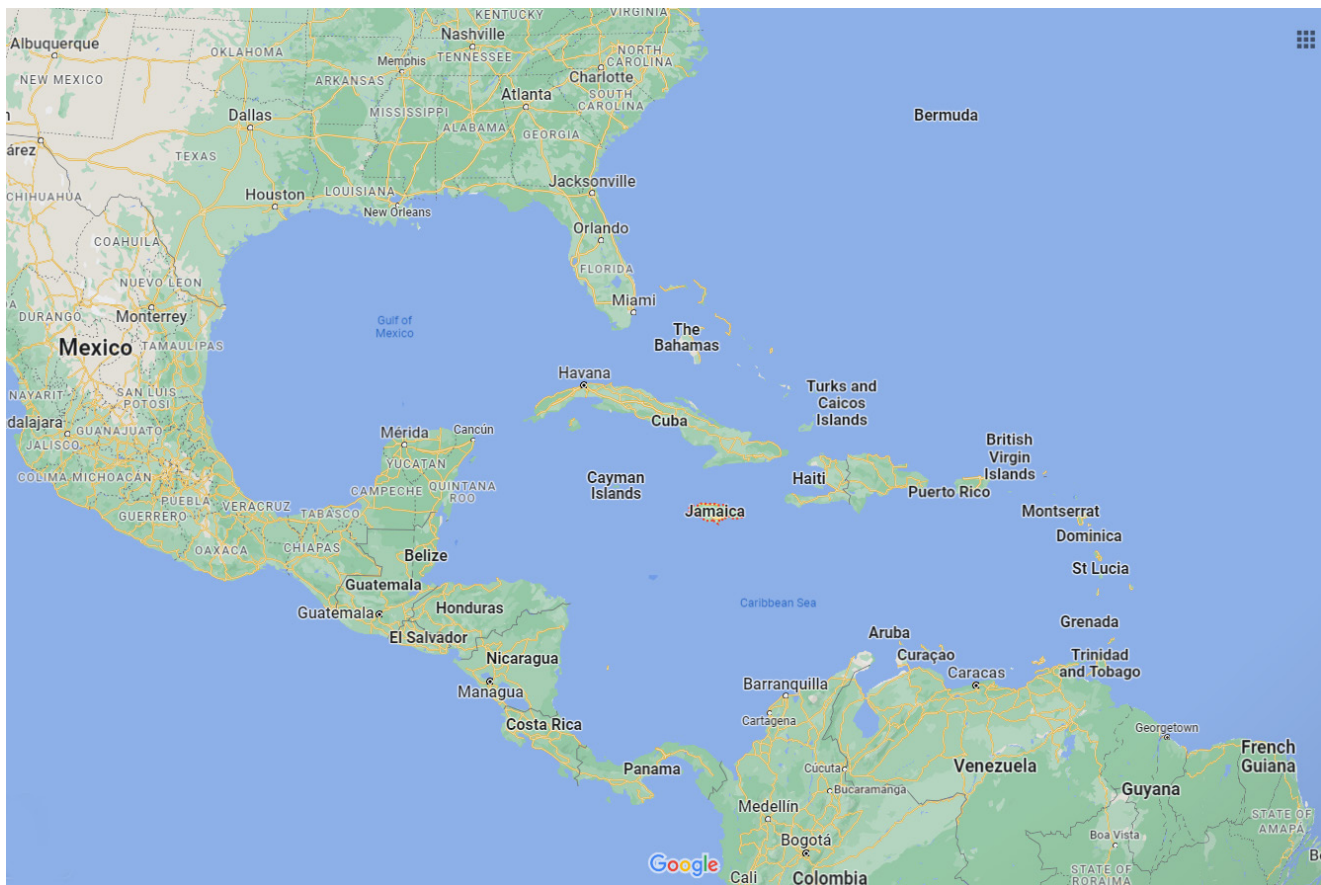 KENTUCKY
VIRGINIA
Albuquerque
Nashville
OKLAHOMA
TENNESSEE
NORTH
CAROLINA
Memphis
NEW MEXICO
ARKANSAS
Charlotte
Atlanta
SOUTH
CAROLINA
Dallas
MISSISSIPPI
Bermuda
ALABAMA
GEORGIA
árez
TEXAS
Jacksonville
CHIHUAHUA
Houston
LOUISIANA
New Orleans
Orlando
COAHUILA
FLORIDA
NUEVO LEON
Miami
DURANGO
Monterrey
Gulf of
Mexico
The
Bahamas
Mexico
TAMAULIPAS
Havana
Turks and
Caicos
Islands
NAYARIT
SAN LUIS
POTOSI
dalajara
GUANAJUATO
Cuba
Mérida
Cancún
JALISCO
British
Virgin
Islands
YUCATAN
COLIMA
MICHOACÁN
Cayman
Islands
Haiti
CAMPECHE
QUINTANA
ROO
Puerto Rico
PUEBLA
VERACRUZ
TABASCO
GUERRERO
Jamaica
Montserrat
Dominica
OAXACA
CHIAPAS
Belize
St Lucia
Guatemala
Guatemala
Honduras
Caribbean Sea
El Salvador
Grenada
Aruba
Nicaragua
Curaçao
Trinidad
and Tobago
Caracas
Managua
Barranquilla
Cartagena
Costa Rica
Georgetown
French
Guiana
Panama
Cúcuta
Venezuela
Bucaramanga
Guyana
Medellín
STATE OF
AMAPÁ
Boa Vista
Bogotá
Google
Cali
Colombia
STATE OF
RORAIMA